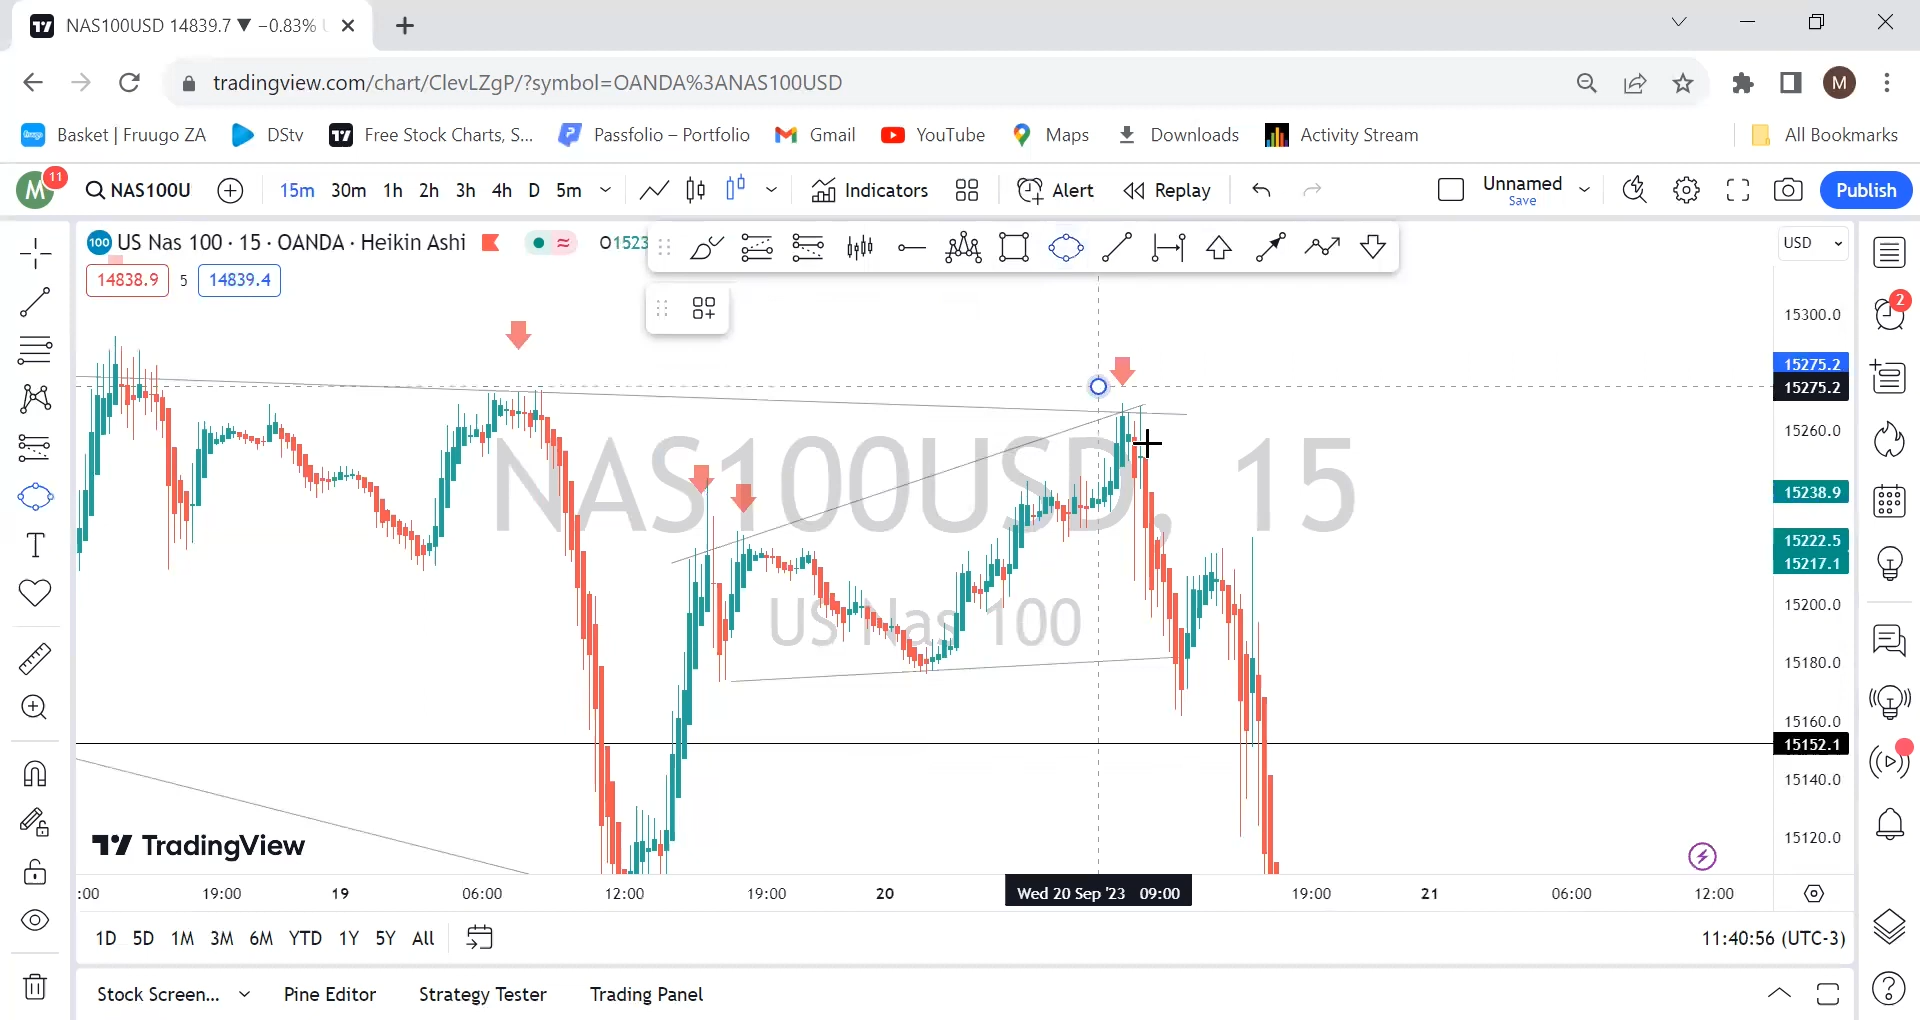 NAS100USD 14839.7 ▼ −0.83%
tradingview.com/chart/ClevLZgP/?symbol=OANDA%3ANAS100USD
M
Basket | Fruugo ZA
DStv
Free Stock Charts, S...
Passfolio – Portfolio
Gmail
YouTube
Maps
Downloads
Activity Stream
All Bookmarks
M
11
NAS100U
15m 30m 1h 2h 3h 4h D 5m
Indicators
Alert
Replay
Unnamed
Save
Publish
100 US Nas 100 · 15 · OANDA · Heikin Ashi
O1523
USD
14838.9 5 14839.4
2
15300.0
15275.2
15275.2
15260.0
NAS100USD, 15
15238.9
15222.5
15217.1
15200.0
US Nas 100
15180.0
15160.0
15152.1
15140.0
15120.0
TradingView
:00 19:00 19 06:00 12:00 19:00 20 Wed 20 Sep '23 09:00 19:00 21 06:00 12:00
1D 5D 1M 3M 6M YTD 1Y 5Y All
11:40:56 (UTC-3)
Stock Screen... Pine Editor Strategy Tester Trading Panel